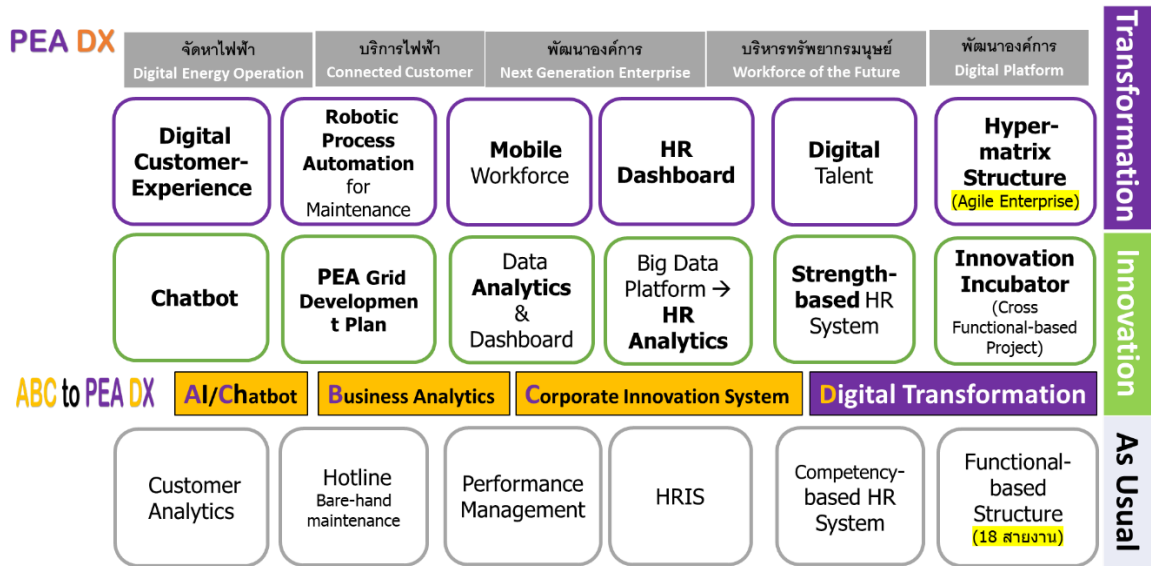 PEA DX
จัดหาไฟฟ้า
Digital Energy Operation
บริการไฟฟ้า
Connected Customer
พัฒนาองค์การ
Next Generation Enterprise
บริหารทรัพยากรมนุษย์
Workforce of the Future
พัฒนาองค์การ
Digital Platform
Transformation
Digital
Customer-
Experience
Robotic
Process
Automation
for
Maintenance
Mobile
Workforce
HR
Dashboard
Digital
Talent
Hyper-
matrix
Structure
(Agile Enterprise)
Innovation
Chatbot
PEA Grid
Developmen
t Plan
Data
Analytics
&
Dashboard
Big Data
Platform →
HR
Analytics
Strength-
based HR
System
Innovation
Incubator
(Cross
Functional-based
Project)
ABC to PEA DX
AI/Chatbot
Business Analytics
Corporate Innovation System
Digital Transformation
As Usual
Customer
Analytics
Hotline
Bare-hand
maintenance
Performance
Management
HRIS
Competency-
based HR
System
Functional-
based
Structure
(18 สายงาน)